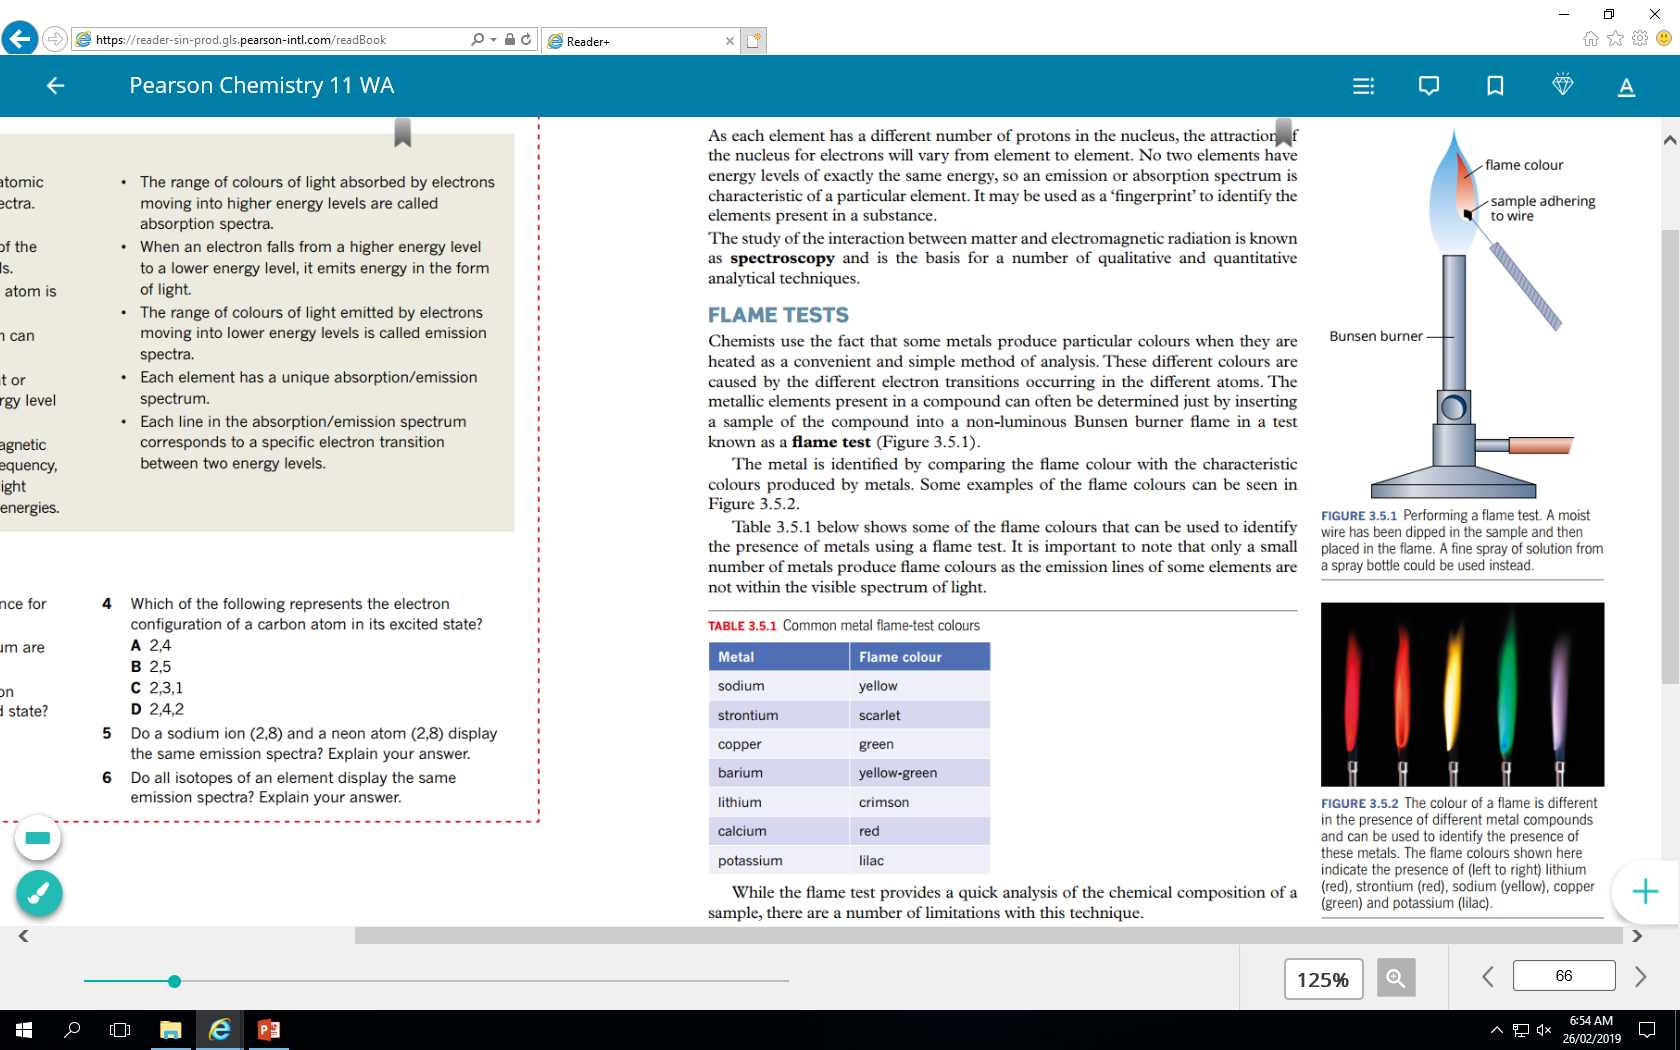 https://reader-sin-prod.gls.pearson-intl.com/readBook
Reader+
Pearson Chemistry 11 WA
atomic
ectra.
of the
ls.
atom is
n can
t or
rgy level
agnetic
equency,
ight
energies.
• The range of colours of light absorbed by electrons
moving into higher energy levels are called
absorption spectra.
• When an electron falls from a higher energy level
to a lower energy level, it emits energy in the form
of light.
• The range of colours of light emitted by electrons
moving into lower energy levels is called emission
spectra.
• Each element has a unique absorption/emission
spectrum.
• Each line in the absorption/emission spectrum
corresponds to a specific electron transition
between two energy levels.
nce for
um are
on
d state?
4 Which of the following represents the electron
configuration of a carbon atom in its excited state?
A 2,4
B 2,5
C 2,3,1
D 2,4,2
5 Do a sodium ion (2,8) and a neon atom (2,8) display
the same emission spectra? Explain your answer.
6 Do all isotopes of an element display the same
emission spectra? Explain your answer.
As each element has a different number of protons in the nucleus, the attraction f
the nucleus for electrons will vary from element to element. No two elements have
energy levels of exactly the same energy, so an emission or absorption spectrum is
characteristic of a particular element. It may be used as a ‘fingerprint’ to identify the
elements present in a substance.
The study of the interaction between matter and electromagnetic radiation is known
as spectroscopy and is the basis for a number of qualitative and quantitative
analytical techniques.
FLAME TESTS
Chemists use the fact that some metals produce particular colours when they are
heated as a convenient and simple method of analysis. These different colours are
caused by the different electron transitions occurring in the different atoms. The
metallic elements present in a compound can often be determined just by inserting
a sample of the compound into a non-luminous Bunsen burner flame in a test
known as a flame test (Figure 3.5.1).
The metal is identified by comparing the flame colour with the characteristic
colours produced by metals. Some examples of the flame colours can be seen in
Figure 3.5.2.
Table 3.5.1 below shows some of the flame colours that can be used to identify
the presence of metals using a flame test. It is important to note that only a small
number of metals produce flame colours as the emission lines of some elements are
not within the visible spectrum of light.
TABLE 3.5.1 Common metal flame-test colours
Metal Flame colour
sodium yellow
strontium scarlet
copper green
barium yellow-green
lithium crimson
calcium red
potassium lilac
While the flame test provides a quick analysis of the chemical composition of a
sample, there are a number of limitations with this technique.
flame colour
sample adhering
to wire
Bunsen burner
FIGURE 3.5.1 Performing a flame test. A moist
wire has been dipped in the sample and then
placed in the flame. A fine spray of solution from
a spray bottle could be used instead.
FIGURE 3.5.2 The colour of a flame is different
in the presence of different metal compounds
and can be used to identify the presence of
these metals. The flame colours shown here
indicate the presence of (left to right) lithium
(red), strontium (red), sodium (yellow), copper
(green) and potassium (lilac).
125%
66
6:54 AM
26/02/2019